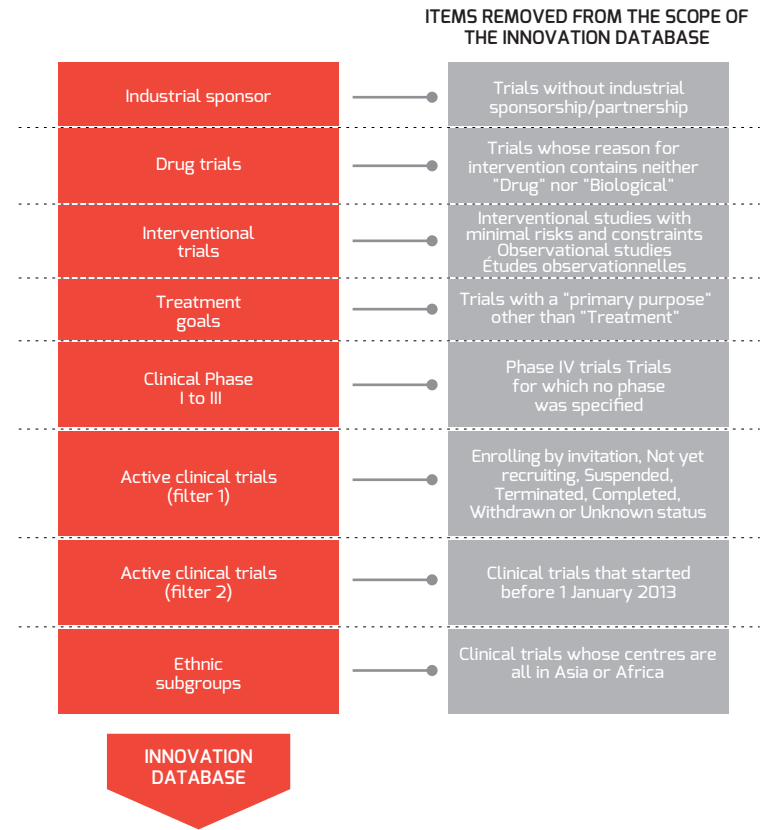 ITEMS REMOVED FROM THE SCOPE OF
THE INNOVATION DATABASE
Industrial sponsor
Trials without industrial
sponsorship/partnership
Drug trials
Trials whose reason for
intervention contains neither
"Drug" nor "Biological"
Interventional
trials
Interventional studies with
minimal risks and constraints
Observational studies
Études observationnelles
Treatment
goals
Trials with a "primary purpose"
other than "Treatment"
Clinical Phase
I to III
Phase IV trials Trials
for which no phase
was specified
Active clinical trials
(filter 1)
Enrolling by invitation, Not yet
recruiting, Suspended,
Terminated, Completed,
Withdrawn or Unknown status
Active clinical trials
(filter 2)
Clinical trials that started
before 1 January 2013
Ethnic
subgroups
Clinical trials whose centres are
all in Asia or Africa
INNOVATION
DATABASE